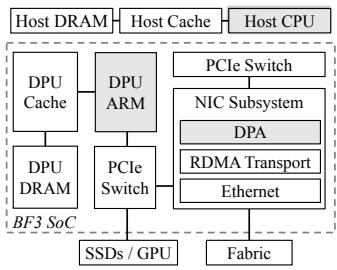 Host DRAM
Host Cache
Host CPU
DPU
Cache
DPU
ARM
PCIe Switch
NIC Subsystem
DPA
RDMA Transport
Ethernet
DPU
DRAM
PCIe
Switch
BF3 SoC
SSDs / GPU
Fabric